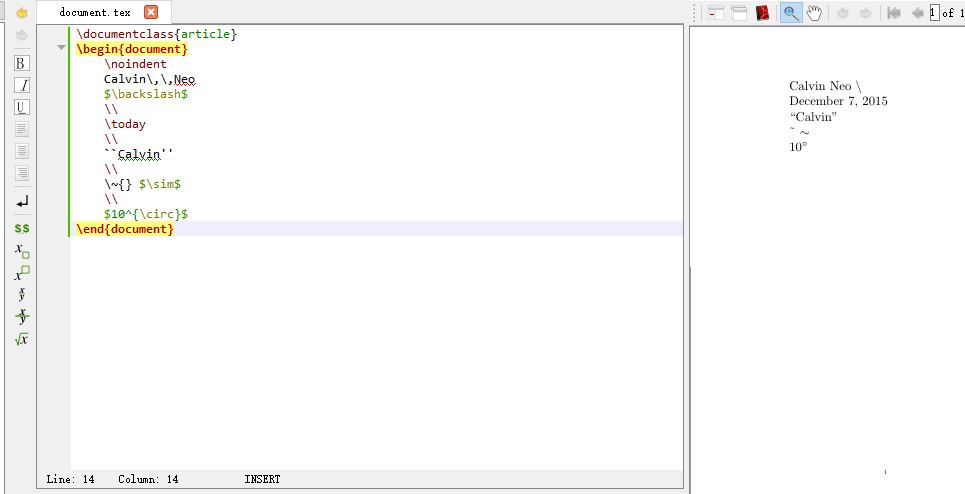 document.tex
1 of 1
\documentclass{article}
\begin{document}
\noindent
Calvin\,\,Neo
$\backslash$
\\
\today
\\
``Calvin''
\\
\~{} $\sim$
\\
$10^{\circ}$
\end{document}
B
I
U
$$
x
x
x
y
x
y
√x
Calvin Neo \
December 7, 2015
“Calvin”
˜ ∼
10°
1
Line: 14 Column: 14 INSERT